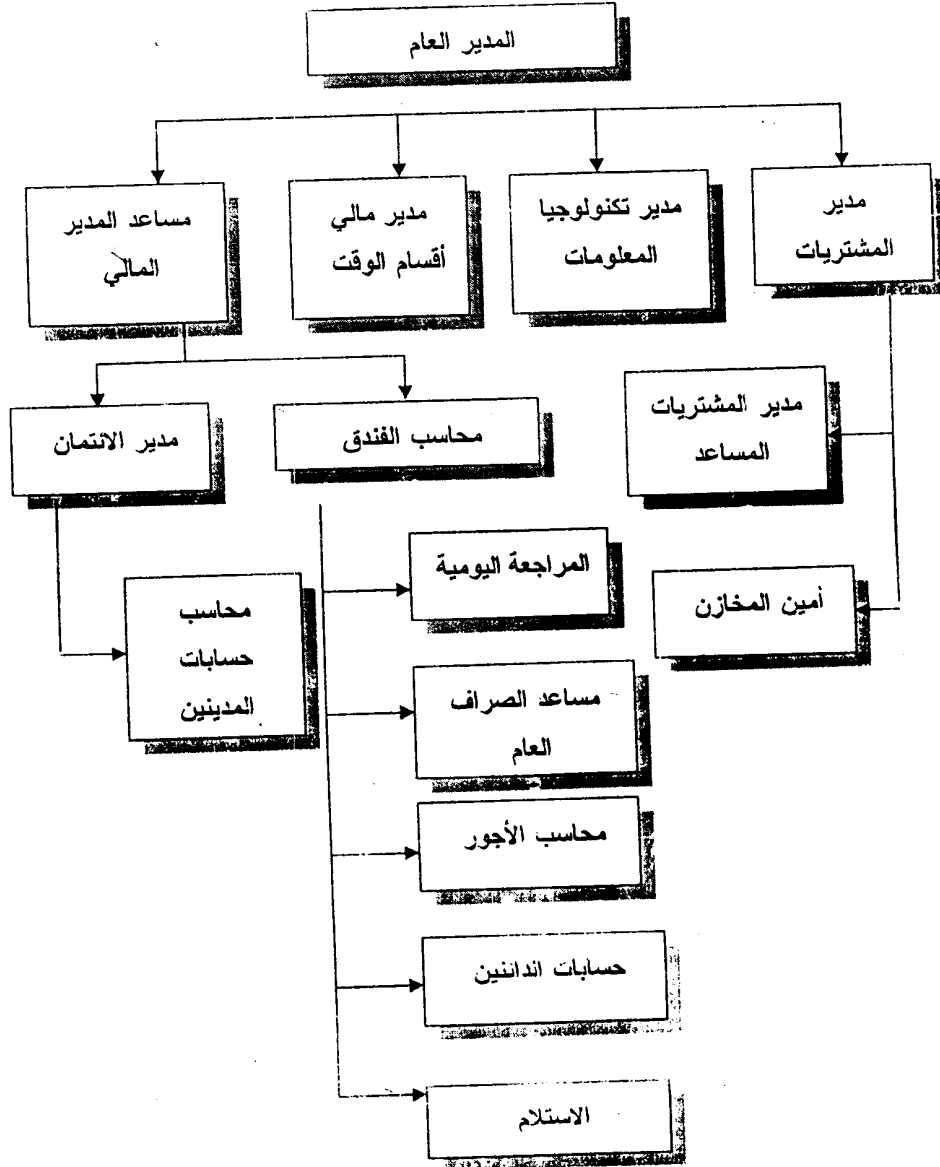 المدير العام
مدير
المشتريات
مدير تكنولوجيا
المعلومات
مدير مالي
أقسام الوقت
مساعد المدير
المالي
مدير المشتريات
المساعد
أمين المخازن
محاسب الفندق
مدير الائتمان
المراجعة اليومية
مساعد الصراف
العام
محاسب الأجور
حسابات اندائنين
الاستلام
محاسب
حسابات
المدينين